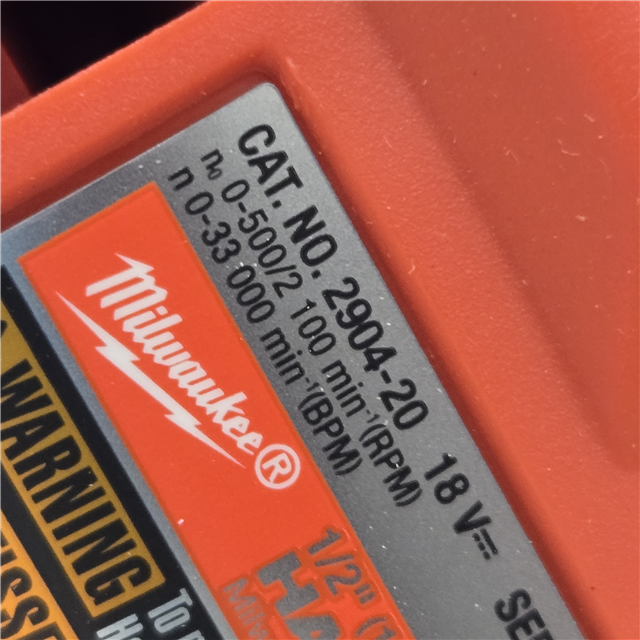 CAT. NO. 2904-20 18 V⎓
n₀ 0-500/2 100 min⁻¹(RPM)
n 0-33 000 min⁻¹(BPM)
Milwaukee®
1/2"
WARNING
To